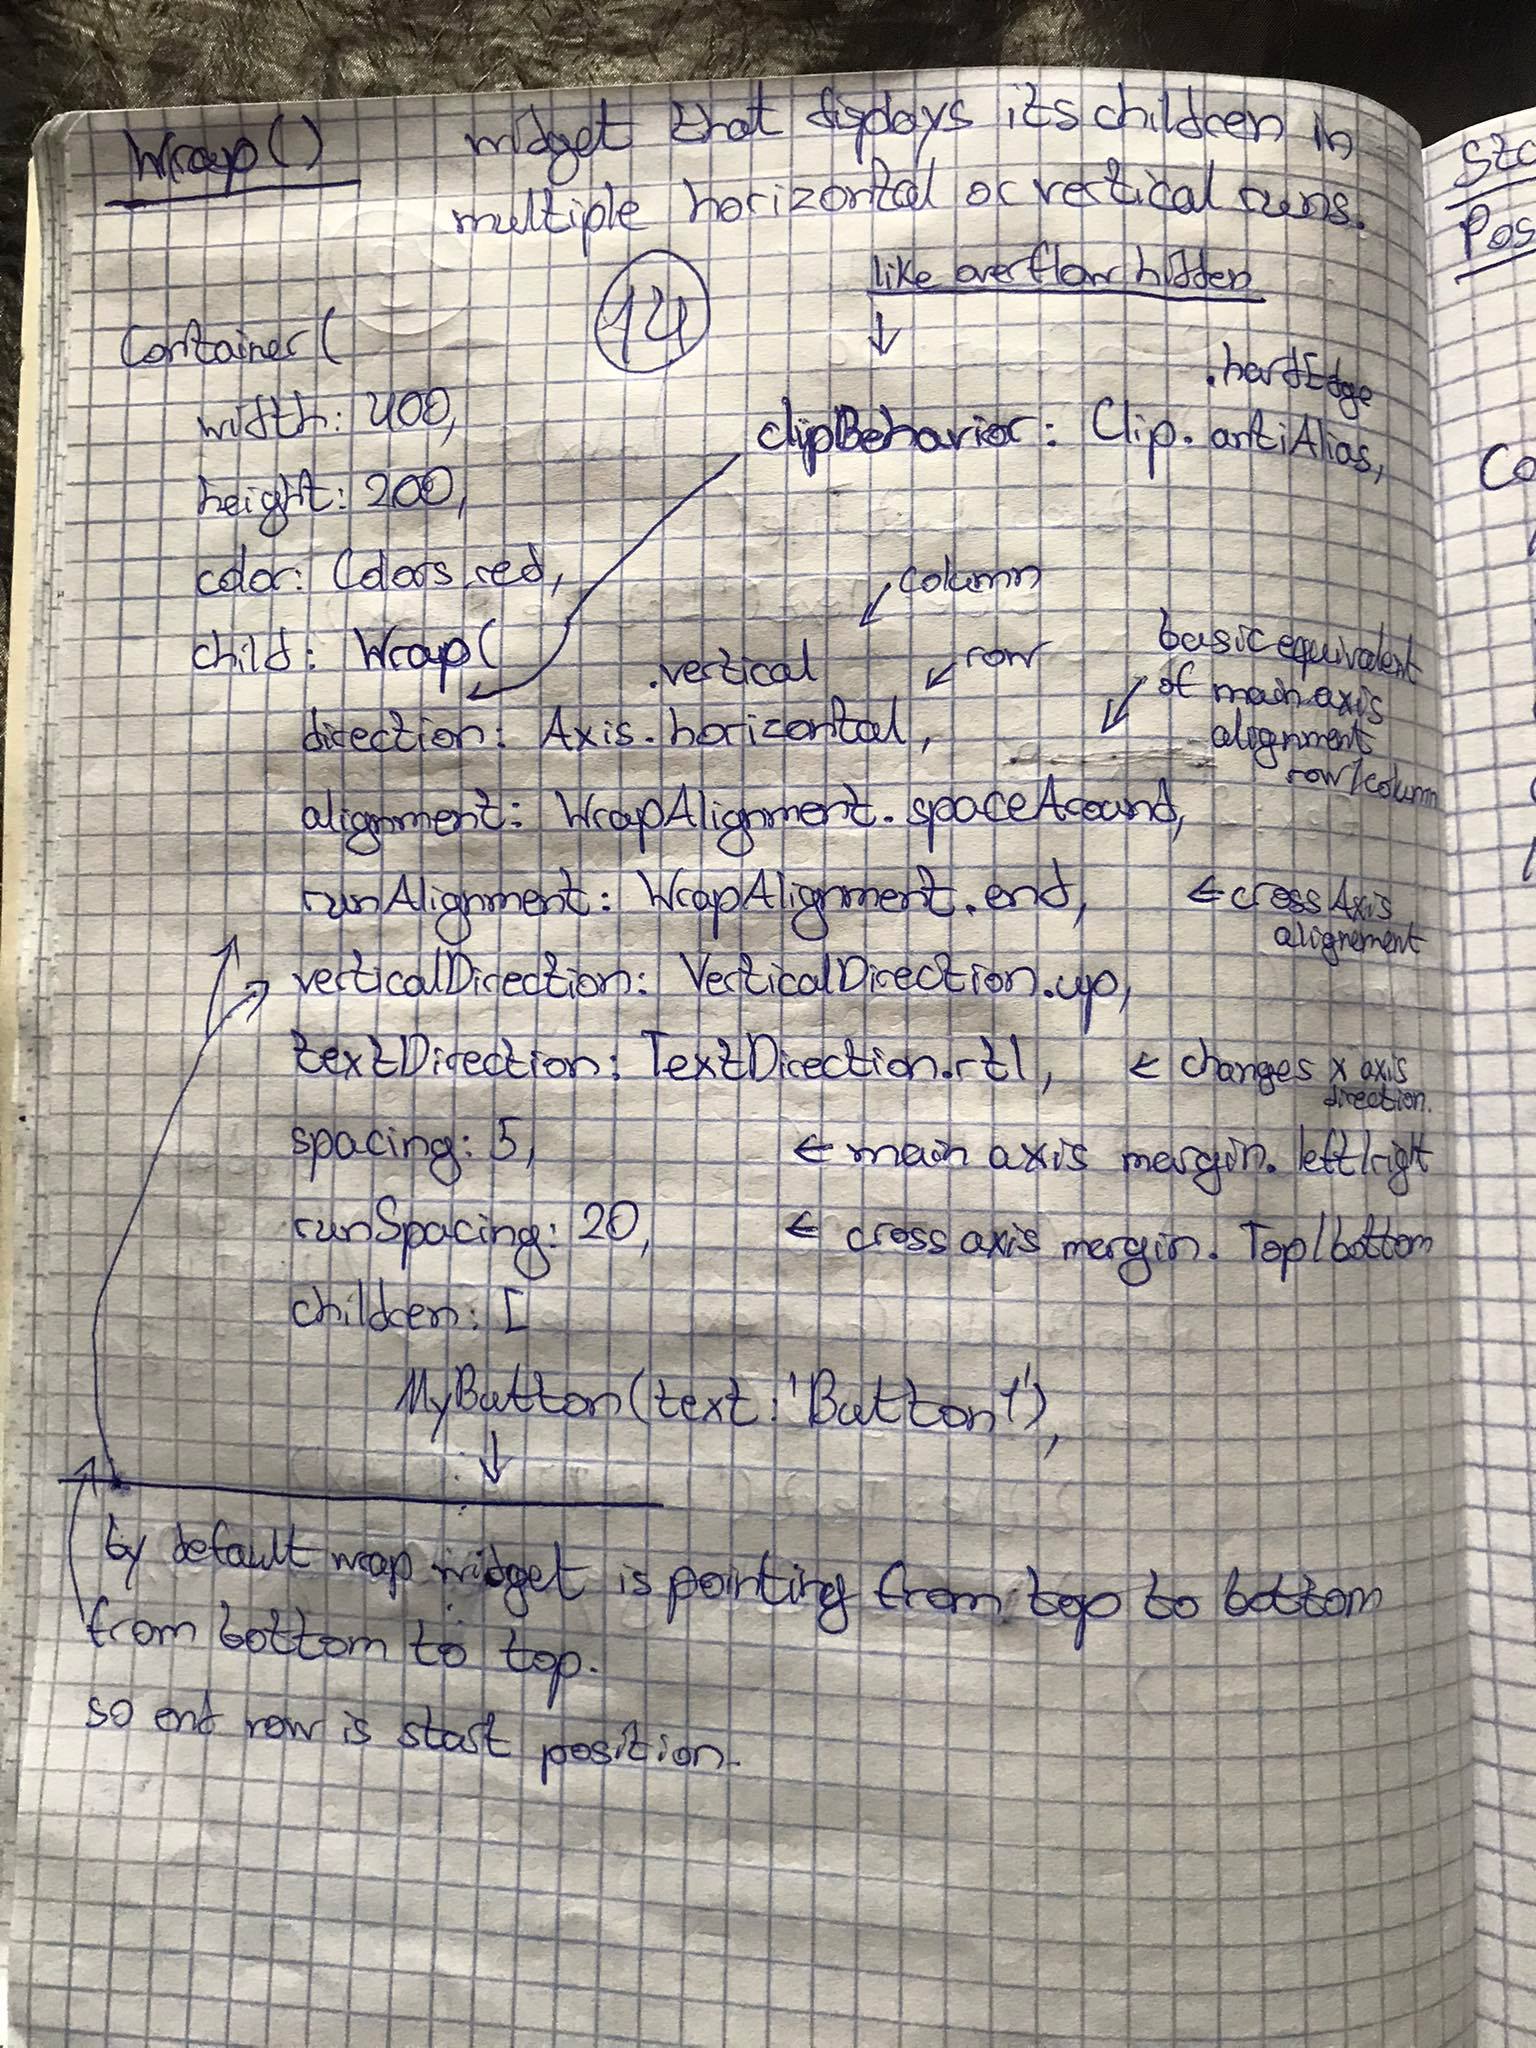 Wrap() widget that displays its children in
multiple horizontal or vertical runs.
14
like overflow hidden
↓
Container(
width: 400,
.hardEdge
clipBehavior: Clip.antiAlias,
height: 200,
color: Colors.red,
child: Wrap(
column
.vertical
row
direction: Axis.horizontal,
basic equivalent
of main axis
alignment
row/column
alignment: WrapAlignment.spaceAround,
runAlignment: WrapAlignment.end, ← crossAxis
alignement
verticalDirection: VerticalDirection.up,
textDirection: TextDirection.rtl, ← changes x axis
direction.
spacing: 5, ← main axis margin. left/right
runSpacing: 20, ← cross axis margin. Top/bottom
children: [
MyButton(text: 'Button 1'),
↓
by default wrap widget is pointing from top to bottom
from bottom to top.
so end row is start position.
Sta
Pos
Co